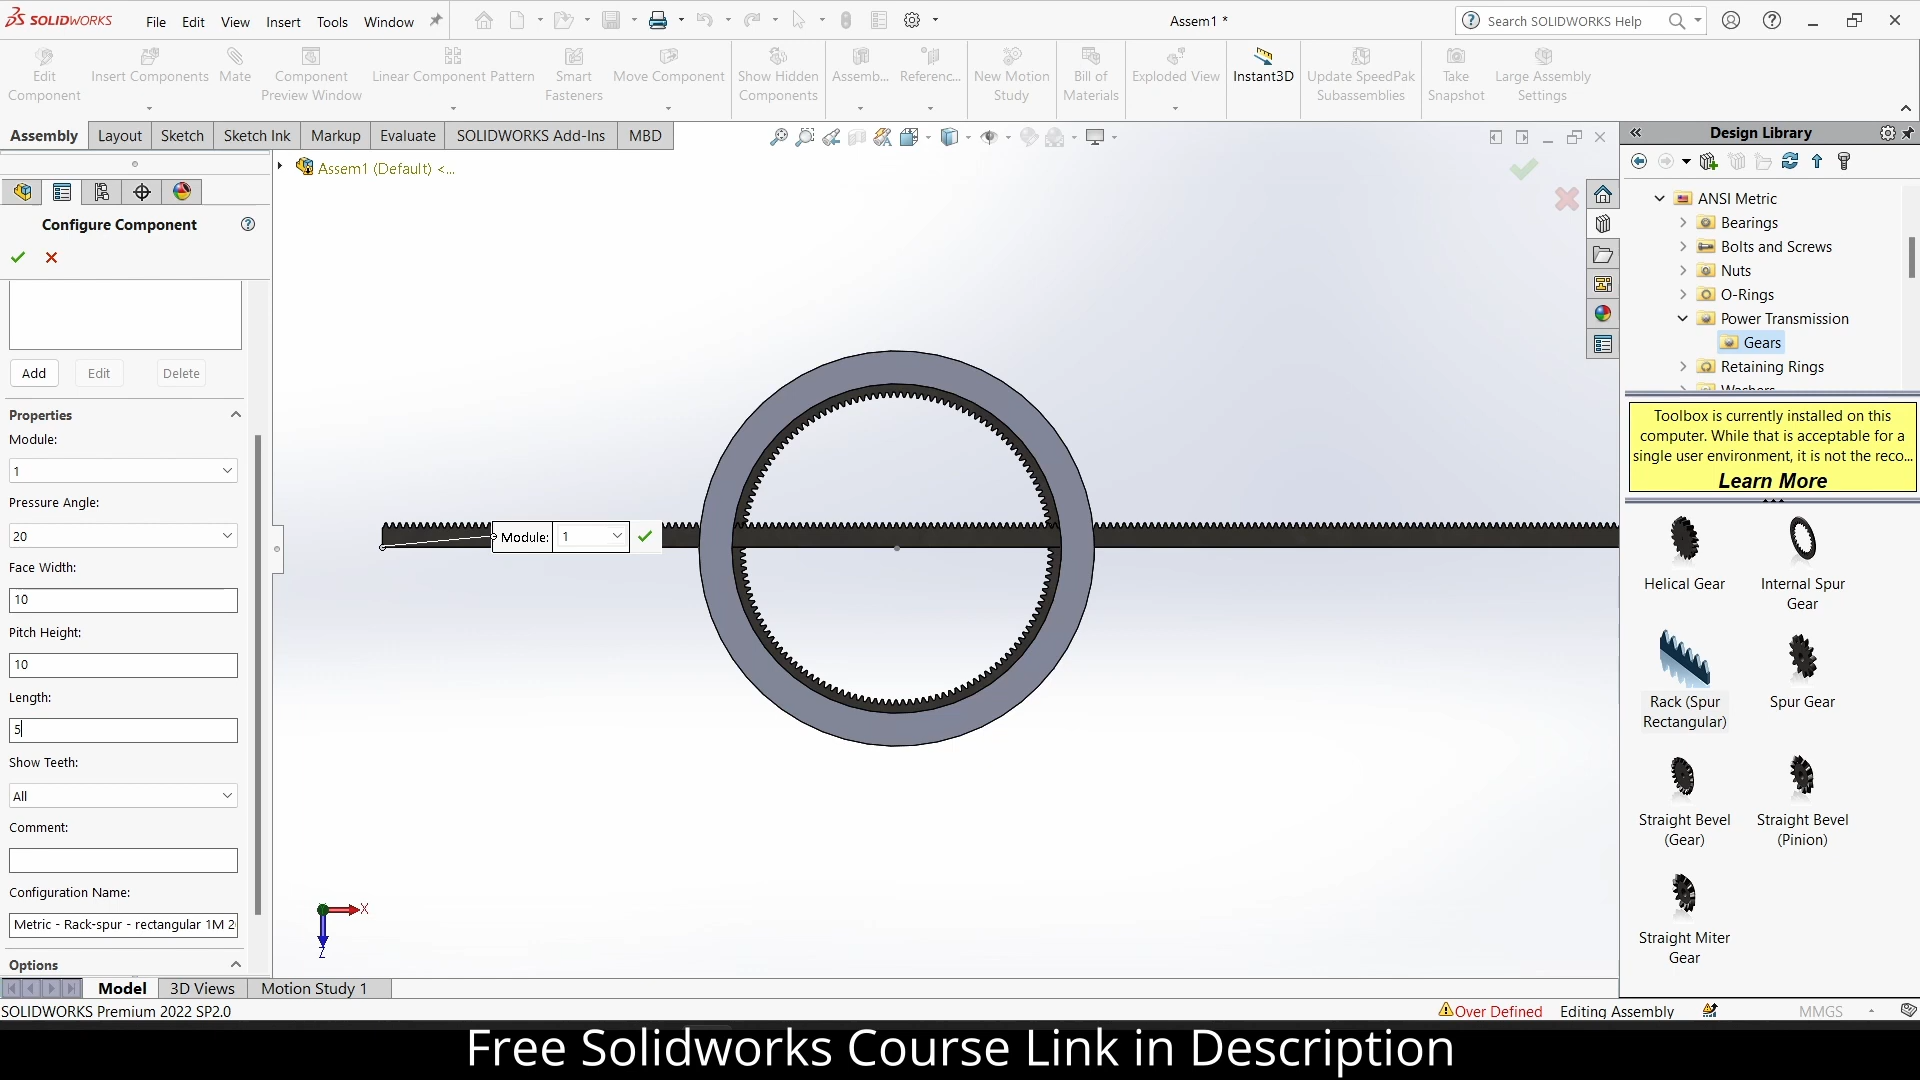 SOLIDWORKS File Edit View Insert Tools Window Assem1 * Search SOLIDWORKS Help
Edit Component
Insert Components
Mate
Component Preview Window
Linear Component Pattern
Smart Fasteners
Move Component
Show Hidden Components
Assemb...
Referenc...
New Motion Study
Bill of Materials
Exploded View
Instant3D
Update SpeedPak Subassemblies
Take Snapshot
Large Assembly Settings
Assembly Layout Sketch Sketch Ink Markup Evaluate SOLIDWORKS Add-Ins MBD
Assem1 (Default) <...
Configure Component
Add Edit Delete
Properties
Module:
1
Pressure Angle:
20
Face Width:
10
Pitch Height:
10
Length:
5
Show Teeth:
All
Comment:
Configuration Name:
Metric - Rack-spur - rectangular 1M 2
Options
Module: 1
X
Z
Design Library
ANSI Metric
Bearings
Bolts and Screws
Nuts
O-Rings
Power Transmission
Gears
Retaining Rings
Washers
Toolbox is currently installed on this
computer. While that is acceptable for a
single user environment, it is not the reco...
Learn More
Helical Gear
Internal Spur Gear
Rack (Spur Rectangular)
Spur Gear
Straight Bevel (Gear)
Straight Bevel (Pinion)
Straight Miter Gear
Model 3D Views Motion Study 1
SOLIDWORKS Premium 2022 SP2.0 Over Defined Editing Assembly MMGS
Free Solidworks Course Link in Description